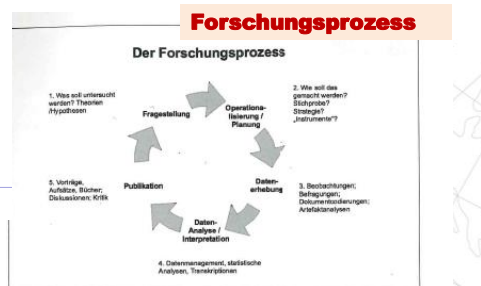 Forschungsprozess
Der Forschungsprozess
1. Was soll untersucht
werden? Theorien
/Hypothesen
Fragestellung
Operationa-
lisierung /
Planung
2. Wie soll das
gemacht werden?
Stichprobe?
Strategie?
„Instrumente"?
Daten-
erhebung
3. Beobachtungen;
Befragungen;
Dokumentcodierungen;
Artefaktanalysen
Daten-
Analyse /
Interpretation
4. Datenmanagement, statistische
Analysen, Transkriptionen
Publikation
5. Vorträge,
Aufsätze, Bücher;
Diskussionen; Kritik